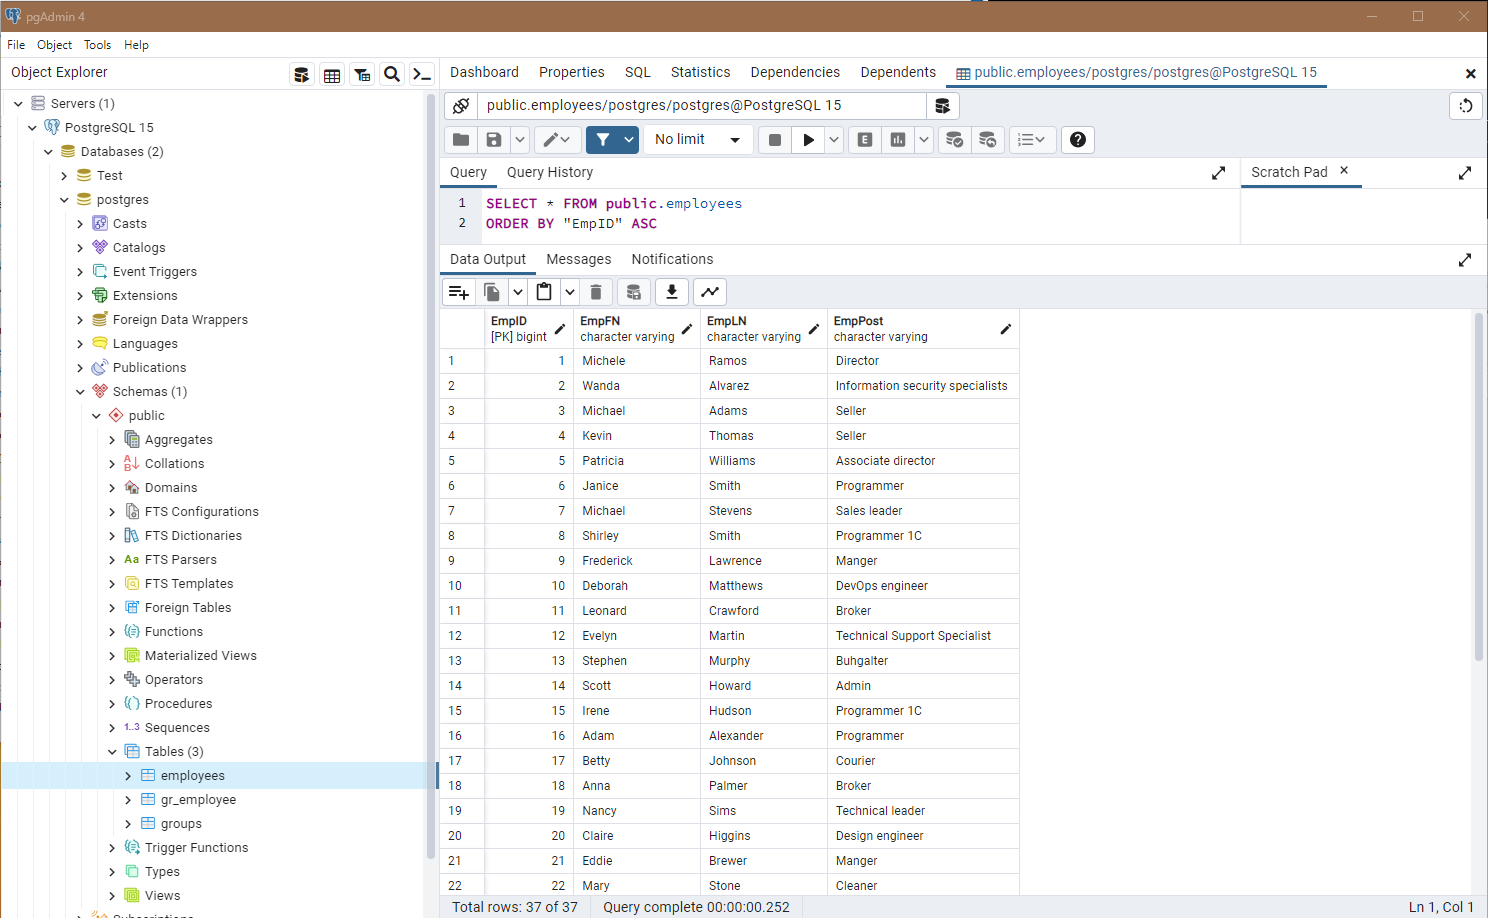 pgAdmin 4
File Object Tools Help
Object Explorer
Servers (1)
PostgreSQL 15
Databases (2)
Test
postgres
Casts
Catalogs
Event Triggers
Extensions
Foreign Data Wrappers
Languages
Publications
Schemas (1)
public
Aggregates
Collations
Domains
FTS Configurations
FTS Dictionaries
Aa FTS Parsers
FTS Templates
Foreign Tables
Functions
Materialized Views
Operators
Procedures
1..3 Sequences
Tables (3)
employees
gr_employee
groups
Trigger Functions
Types
Views
Subscriptions
Dashboard Properties SQL Statistics Dependencies Dependents public.employees/postgres/postgres@PostgreSQL 15
public.employees/postgres/postgres@PostgreSQL 15
No limit E
Query Query History Scratch Pad
1 SELECT * FROM public.employees
2 ORDER BY "EmpID" ASC
Data Output Messages Notifications
EmpID EmpFN EmpLN EmpPost
[PK] bigint character varying character varying character varying
1 1 Michele Ramos Director
2 2 Wanda Alvarez Information security specialists
3 3 Michael Adams Seller
4 4 Kevin Thomas Seller
5 5 Patricia Williams Associate director
6 6 Janice Smith Programmer
7 7 Michael Stevens Sales leader
8 8 Shirley Smith Programmer 1C
9 9 Frederick Lawrence Manger
10 10 Deborah Matthews DevOps engineer
11 11 Leonard Crawford Broker
12 12 Evelyn Martin Technical Support Specialist
13 13 Stephen Murphy Buhgalter
14 14 Scott Howard Admin
15 15 Irene Hudson Programmer 1C
16 16 Adam Alexander Programmer
17 17 Betty Johnson Courier
18 18 Anna Palmer Broker
19 19 Nancy Sims Technical leader
20 20 Claire Higgins Design engineer
21 21 Eddie Brewer Manger
22 22 Mary Stone Cleaner
Total rows: 37 of 37 Query complete 00:00:00.252 Ln 1, Col 1